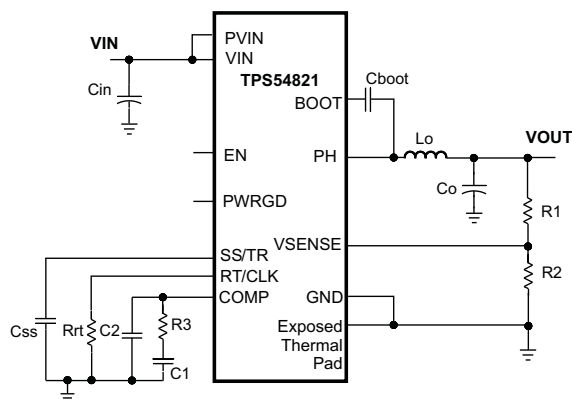 VIN
PVIN
VIN
TPS54821
Cin
BOOT
Cboot
EN
PH
Lo
VOUT
Co
R1
PWRGD
VSENSE
SS/TR
RT/CLK
COMP
R2
GND
Css
Rrt
C2
R3
C1
Exposed
Thermal
Pad